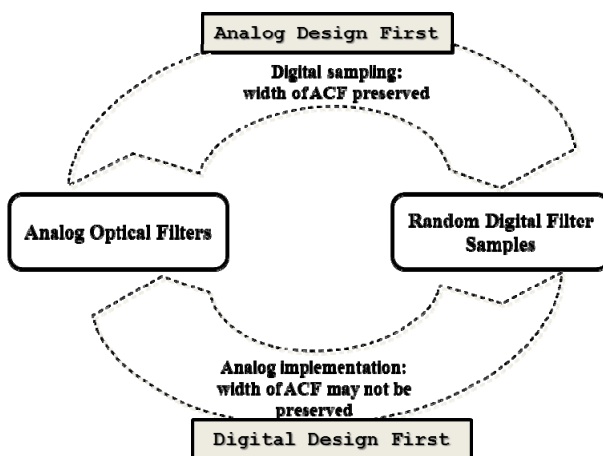 Analog Design First
Digital sampling:
width of ACF preserved
Analog Optical Filters
Random Digital Filter
Samples
Analog implementation:
width of ACF may not be
preserved
Digital Design First